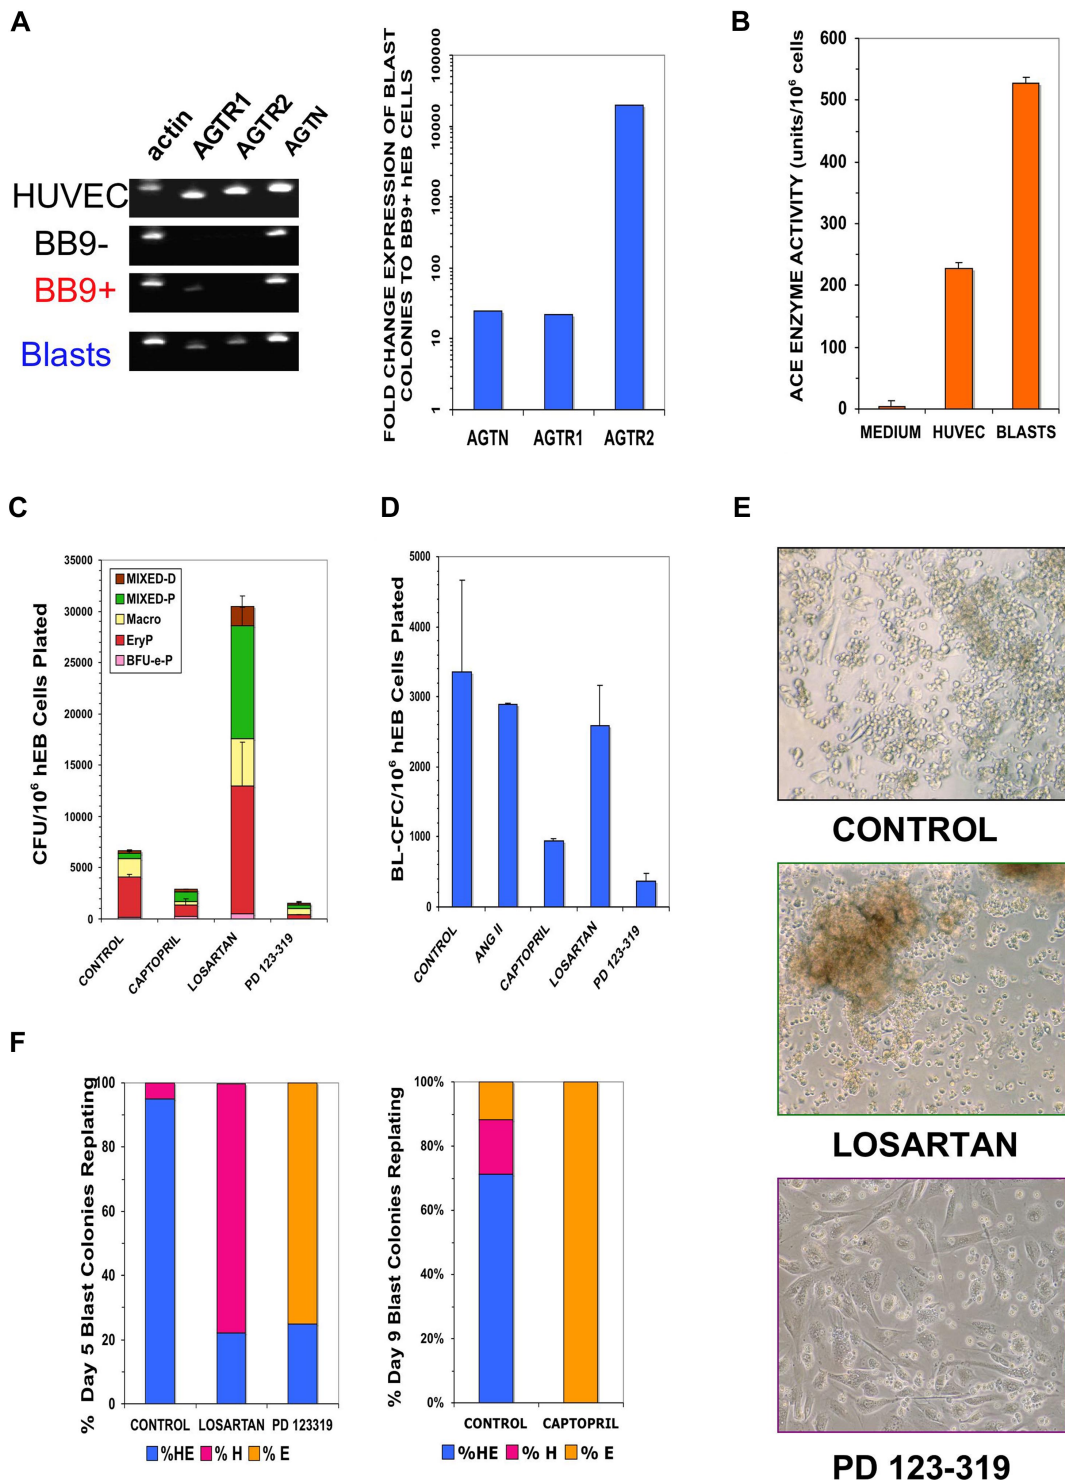 A
actin
AGTR1
AGTR2
AGTN
HUVEC
BB9-
BB9+
Blasts
FOLD CHANGE EXPRESSION OF BLAST
COLONIES TO BB9+ hEB CELLS
100000
10000
1000
100
10
1
AGTN AGTR1 AGTR2
B
ACE ENZYME ACTIVITY (units/10⁶ cells
600
500
400
300
200
100
0
MEDIUM HUVEC BLASTS
C
CFU/10⁶ hEB Cells Plated
35000
30000
25000
20000
15000
10000
5000
0
MIXED-D
MIXED-P
Macro
EryP
BFU-e-P
CONTROL
CAPTOPRIL
LOSARTAN
PD 123-319
D
BL-CFC/10⁶ hEB Cells Plated
5000
4000
3000
2000
1000
0
CONTROL
ANG II
CAPTOPRIL
LOSARTAN
PD 123-319
E
CONTROL
LOSARTAN
PD 123-319
F
% Day 5 Blast Colonies Replating
100
80
60
40
20
0
CONTROL LOSARTAN PD 123319
%HE % H % E
% Day 9 Blast Colonies Replating
100%
80%
60%
40%
20%
0%
CONTROL CAPTOPRIL
%HE % H % E